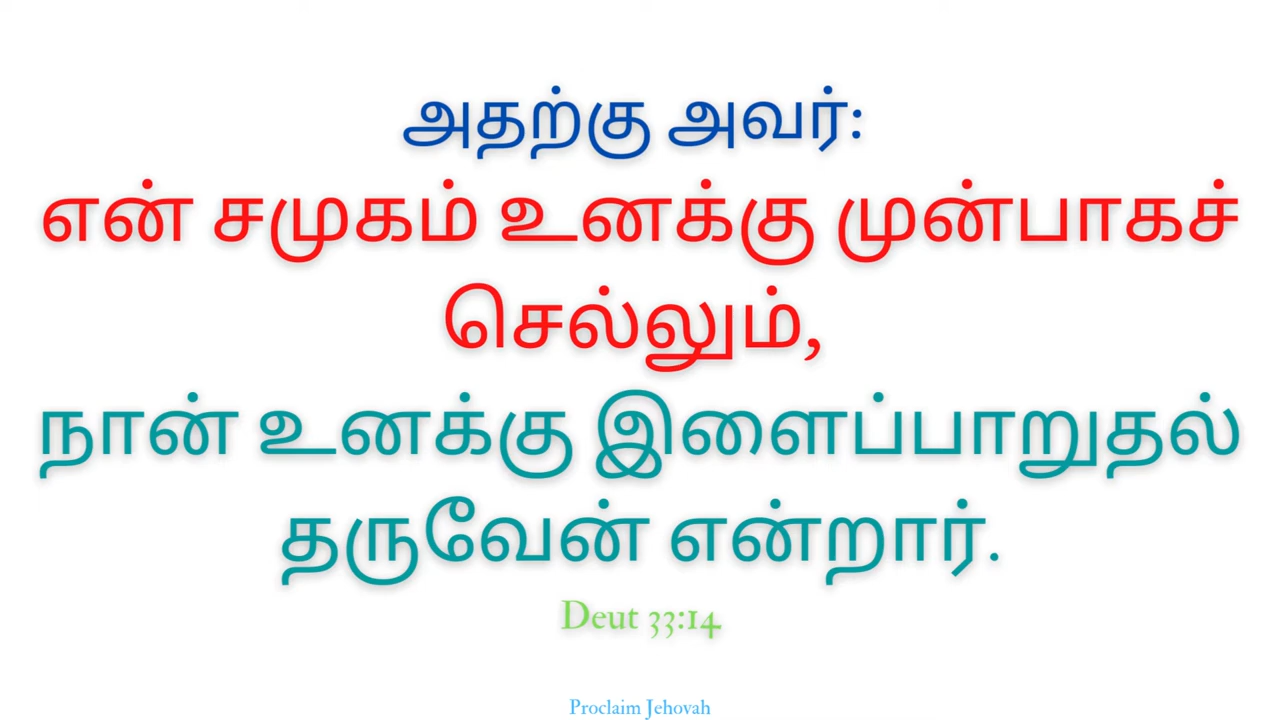 அதற்கு அவர்:
என் சமுகம் உனக்கு முன்பாகச்
செல்லும்,
நான் உனக்கு இளைப்பாறுதல்
தருவேன் என்றார்.
Deut 33:14
Proclaim Jehovah